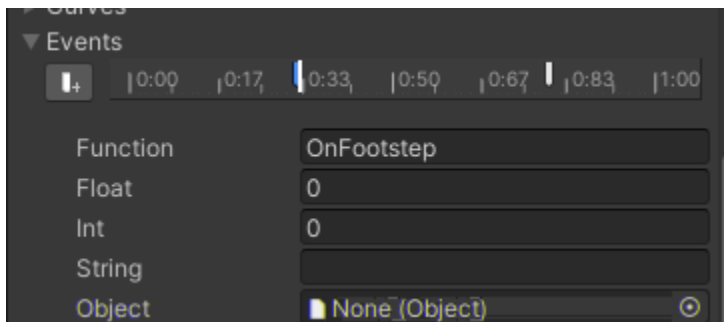 Curves
Events
0:00 0:17 0:33 0:50 0:67 0:83 1:00
Function OnFootstep
Float 0
Int 0
String
Object None (Object)